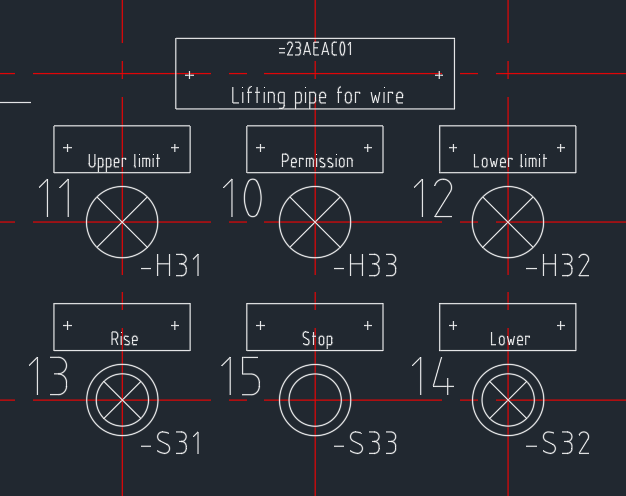 =23AEAC01
Lifting pipe for wire
Upper limit
Permission
Lower limit
11
10
12
-H31
-H33
-H32
Rise
Stop
Lower
13
15
14
-S31
-S33
-S32